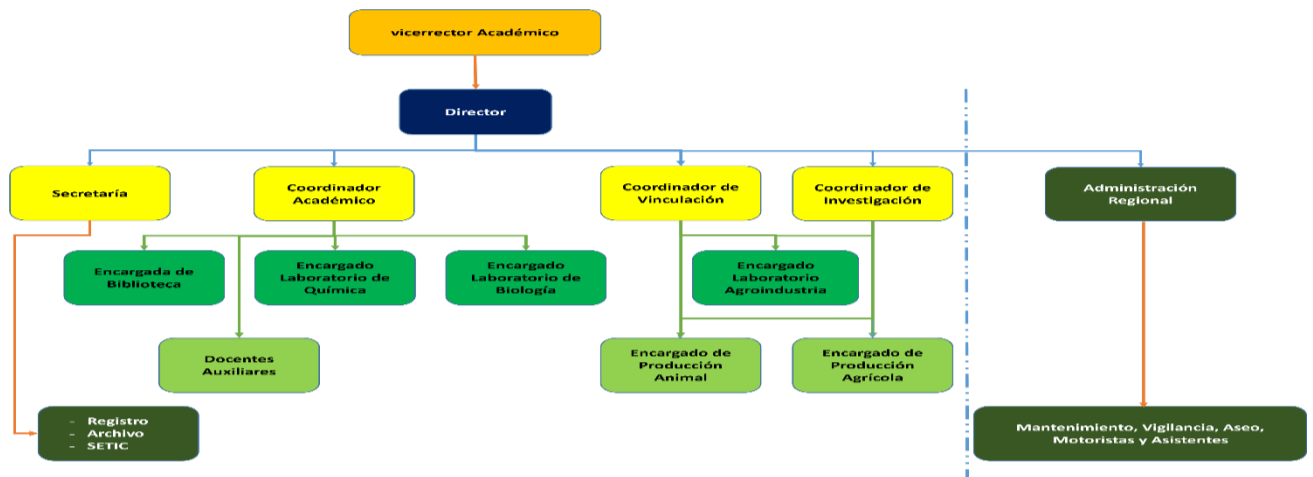 vicerrector Académico
Director
Secretaría
Coordinador
Académico
Coordinador de
Vinculación
Coordinador de
Investigación
Administración
Regional
Encargada de
Biblioteca
Encargado
Laboratorio de
Química
Encargado
Laboratorio de
Biología
Encargado
Laboratorio
Agroindustria
Docentes
Auxiliares
Encargado de
Producción
Animal
Encargado de
Producción
Agrícola
- Registro
- Archivo
- SETIC
Mantenimiento, Vigilancia, Aseo,
Motoristas y Asistentes